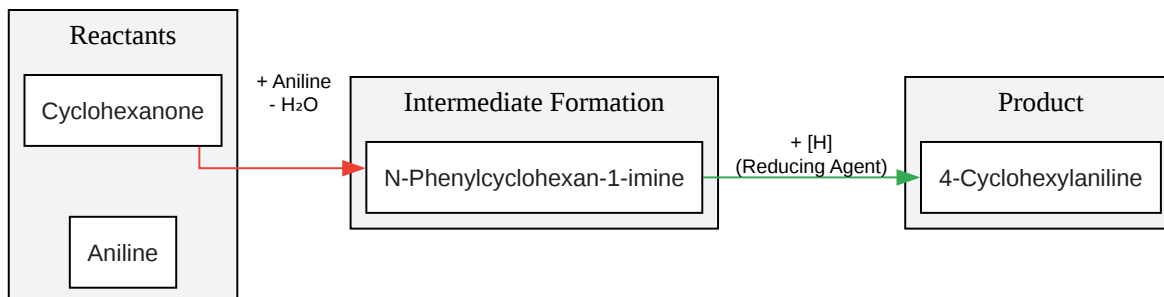 Reactants
Cyclohexanone
Aniline
+ Aniline
- H₂O
Intermediate Formation
N-Phenylcyclohexan-1-imine
+ [H]
(Reducing Agent)
Product
4-Cyclohexylaniline